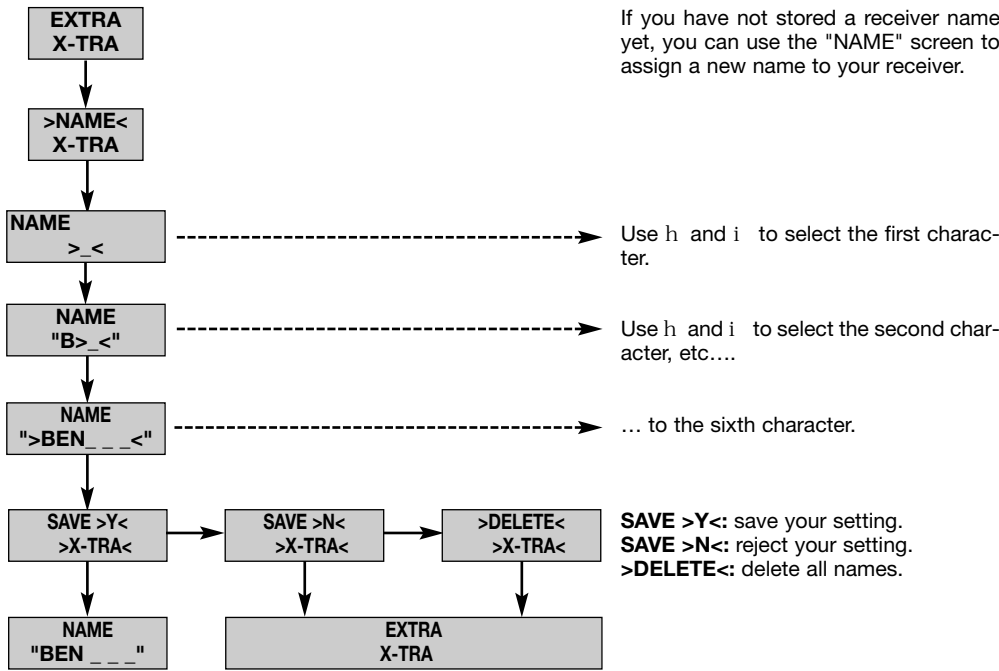 EXTRA
X-TRA
If you have not stored a receiver name
yet, you can use the "NAME" screen to
assign a new name to your receiver.
>NAME<
X-TRA
NAME
>_<
Use h and i to select the first charac-
ter.
NAME
"B>_<"
Use h and i to select the second char-
acter, etc….
NAME
">BEN_ _ _<"
… to the sixth character.
SAVE >Y<
>X-TRA<
SAVE >N<
>X-TRA<
>DELETE<
>X-TRA<
SAVE >Y<: save your setting.
SAVE >N<: reject your setting.
>DELETE<: delete all names.
NAME
"BEN _ _ _"
EXTRA
X-TRA